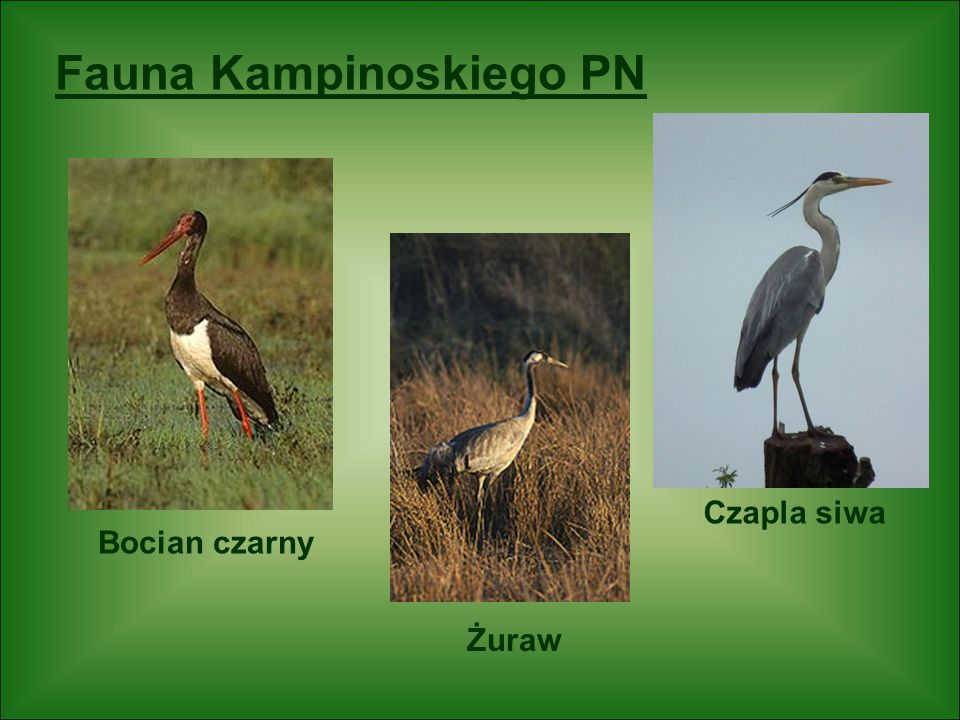 Fauna Kampinoskiego PN
Czapla siwa
Bocian czarny
Żuraw